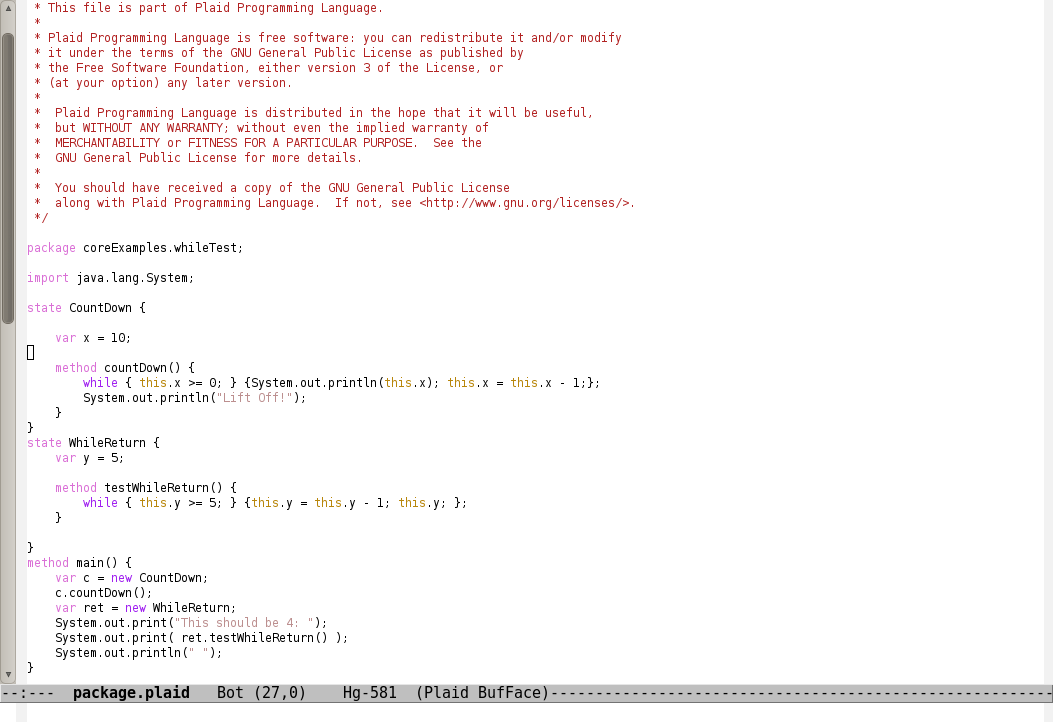 * This file is part of Plaid Programming Language.
 *
 * Plaid Programming Language is free software: you can redistribute it and/or modify
 * it under the terms of the GNU General Public License as published by
 * the Free Software Foundation, either version 3 of the License, or
 * (at your option) any later version.
 *
 *  Plaid Programming Language is distributed in the hope that it will be useful,
 *  but WITHOUT ANY WARRANTY; without even the implied warranty of
 *  MERCHANTABILITY or FITNESS FOR A PARTICULAR PURPOSE.  See the
 *  GNU General Public License for more details.
 *
 *  You should have received a copy of the GNU General Public License
 *  along with Plaid Programming Language.  If not, see <http://www.gnu.org/licenses/>.
 */

package coreExamples.whileTest;

import java.lang.System;

state CountDown {

    var x = 10;

    method countDown() {
        while { this.x >= 0; } {System.out.println(this.x); this.x = this.x - 1;};
        System.out.println("Lift Off!");
    }
}
state WhileReturn {
    var y = 5;

    method testWhileReturn() {
        while { this.y >= 5; } {this.y = this.y - 1; this.y; };
    }

}
method main() {
    var c = new CountDown;
    c.countDown();
    var ret = new WhileReturn;
    System.out.print("This should be 4: ");
    System.out.print( ret.testWhileReturn() );
    System.out.println(" ");
}
--:---  package.plaid   Bot (27,0)    Hg-581  (Plaid BufFace)-------------------------------------------------------